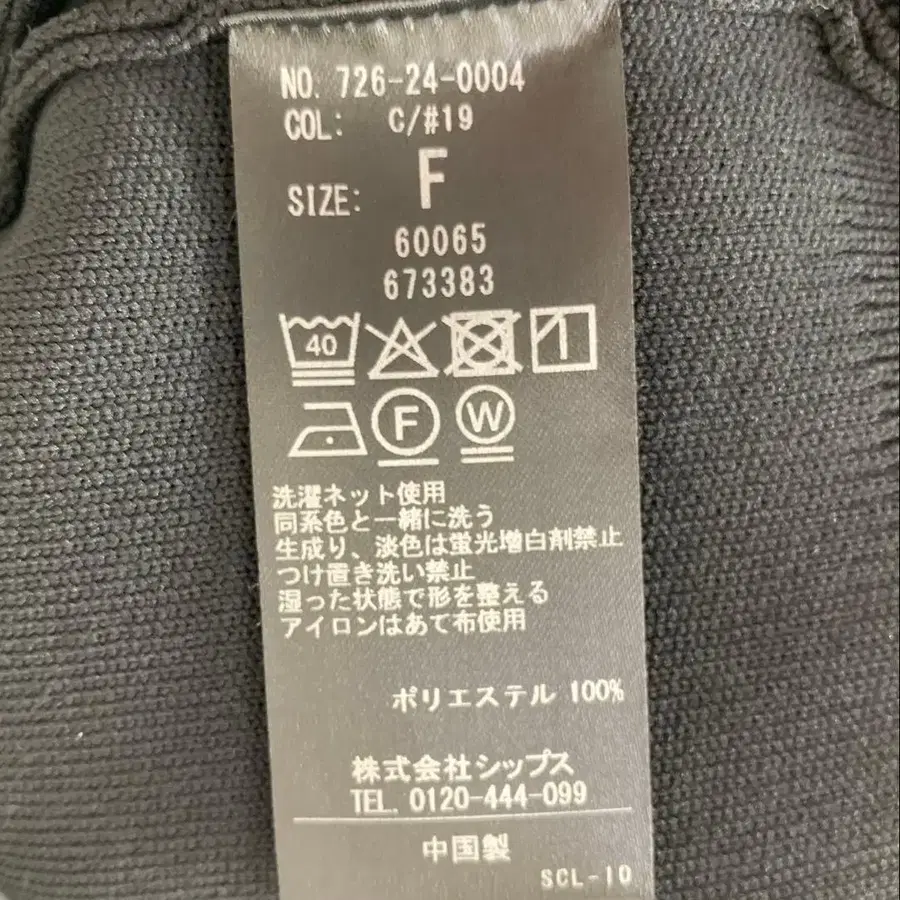 NO. 726-24-0004
COL: C/#19
SIZE: F
60065
673383
40
F W
洗濯ネット使用
同系色と一緒に洗う
生成り、淡色は蛍光増白剤禁止
つけ置き洗い禁止
湿った状態で形を整える
アイロンはあて布使用
ポリエステル 100%
株式会社シップス
TEL. 0120-444-099
中国製
SCL-10